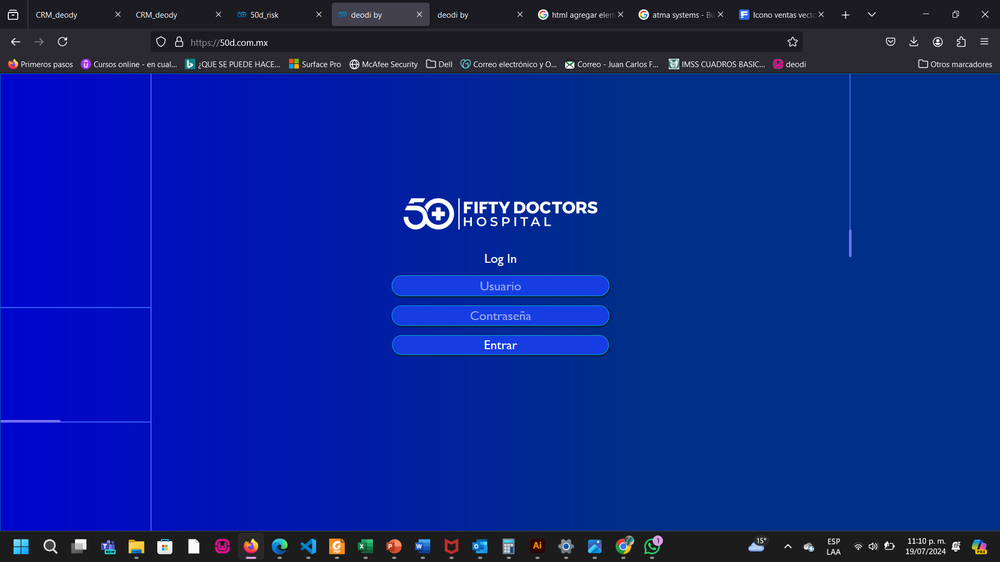 CRM_deody
CRM_deody
50d_risk
deodi by
deodi by
html agregar elem
atma systems - Bu
Icono ventas vecto
https://50d.com.mx
Primeros pasos
Cursos online - en cual...
¿QUE SE PUEDE HACE...
Surface Pro
McAfee Security
Dell
Correo electrónico y O...
Correo - Juan Carlos F...
IMSS CUADROS BASIC...
deodi
Otros marcadores
50
FIFTY DOCTORS
HOSPITAL
Log In
Usuario
Contraseña
Entrar
NEW
PDF
Ai
1
15°
ESP
LAA
11:10 p. m.
19/07/2024
PRE